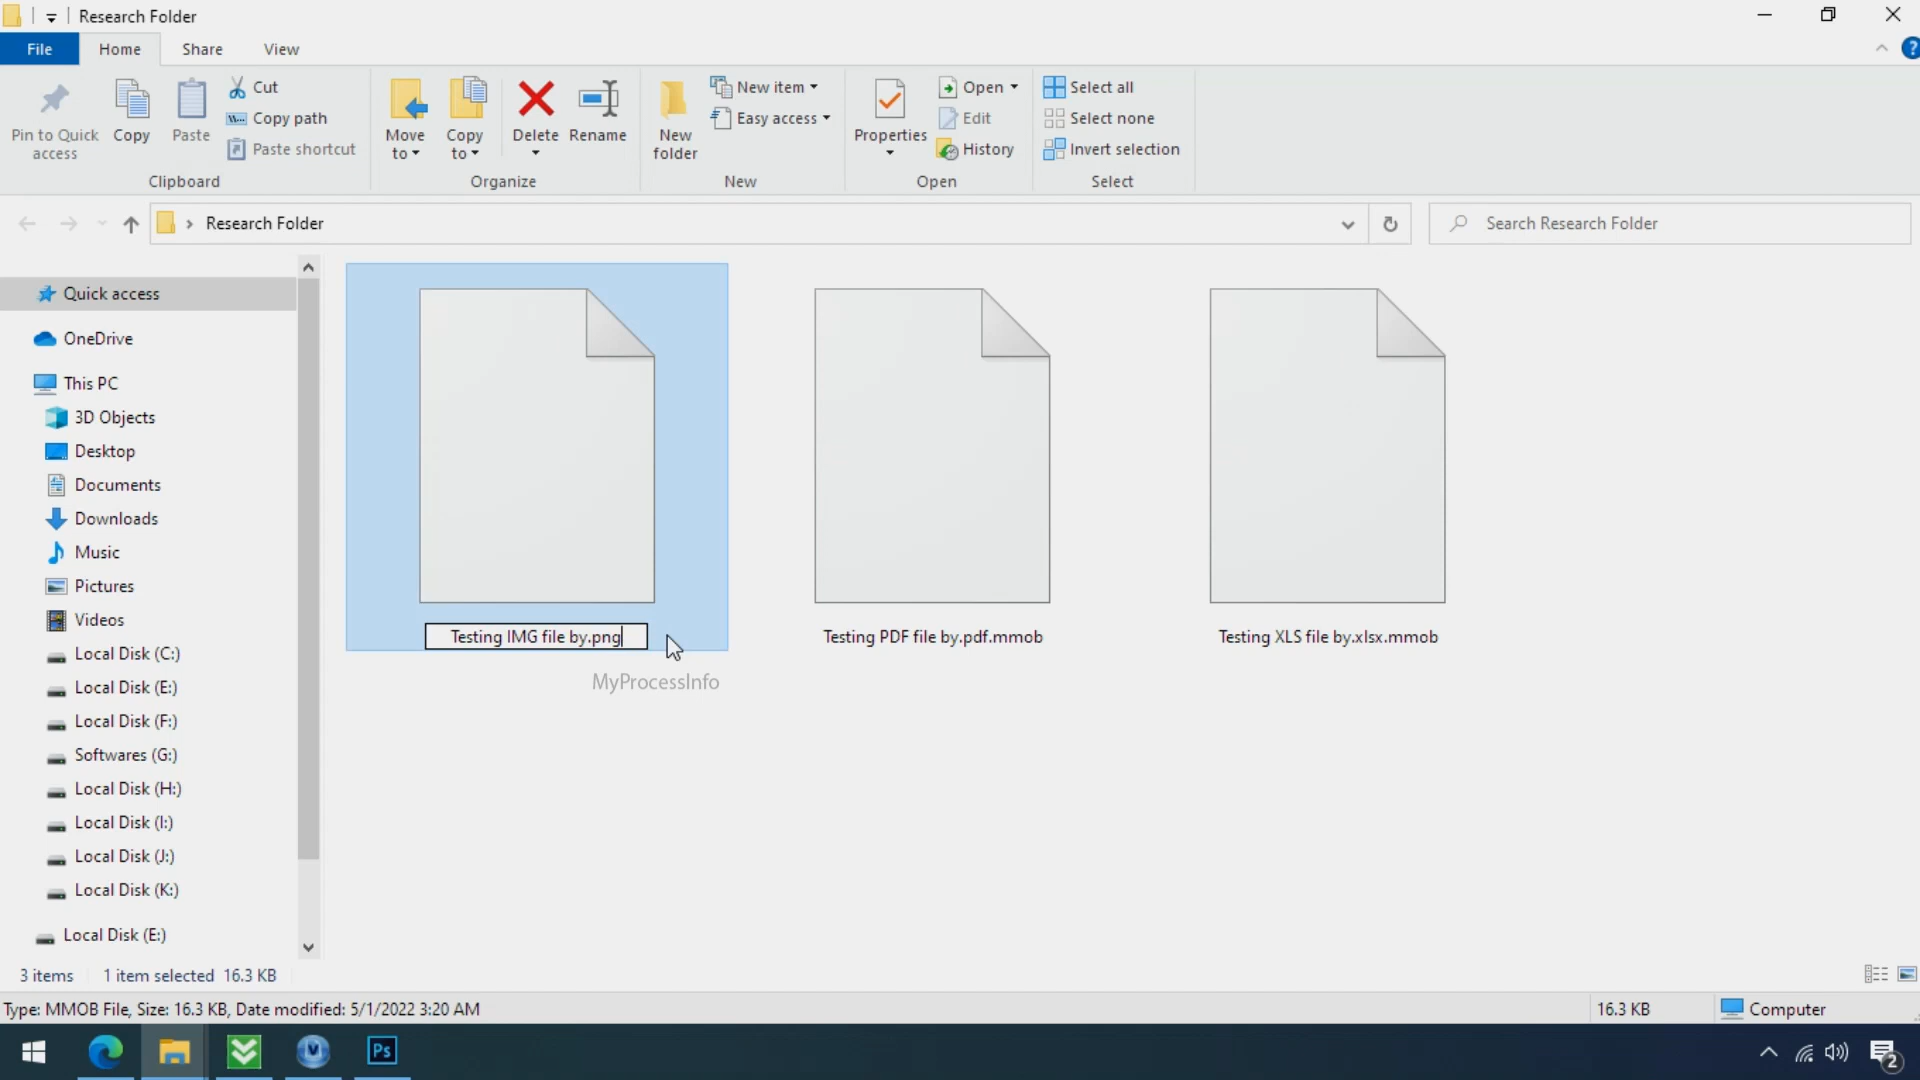 Research Folder
File Home Share View
Pin to Quick access
Copy
Paste
Cut
Copy path
Paste shortcut
Clipboard
Move to
Copy to
Delete
Rename
Organize
New folder
New item
Easy access
New
Properties
Open
Edit
History
Open
Select all
Select none
Invert selection
Select
Research Folder
Search Research Folder
Quick access
OneDrive
This PC
3D Objects
Desktop
Documents
Downloads
Music
Pictures
Videos
Local Disk (C:)
Local Disk (E:)
Local Disk (F:)
Softwares (G:)
Local Disk (H:)
Local Disk (I:)
Local Disk (J:)
Local Disk (K:)
Local Disk (E:)
Testing IMG file by.png
Testing PDF file by.pdf.mmob
Testing XLS file by.xlsx.mmob
MyProcessInfo
3 items 1 item selected 16.3 KB
Type: MMOB File, Size: 16.3 KB, Date modified: 5/1/2022 3:20 AM
16.3 KB
Computer
Ps
2